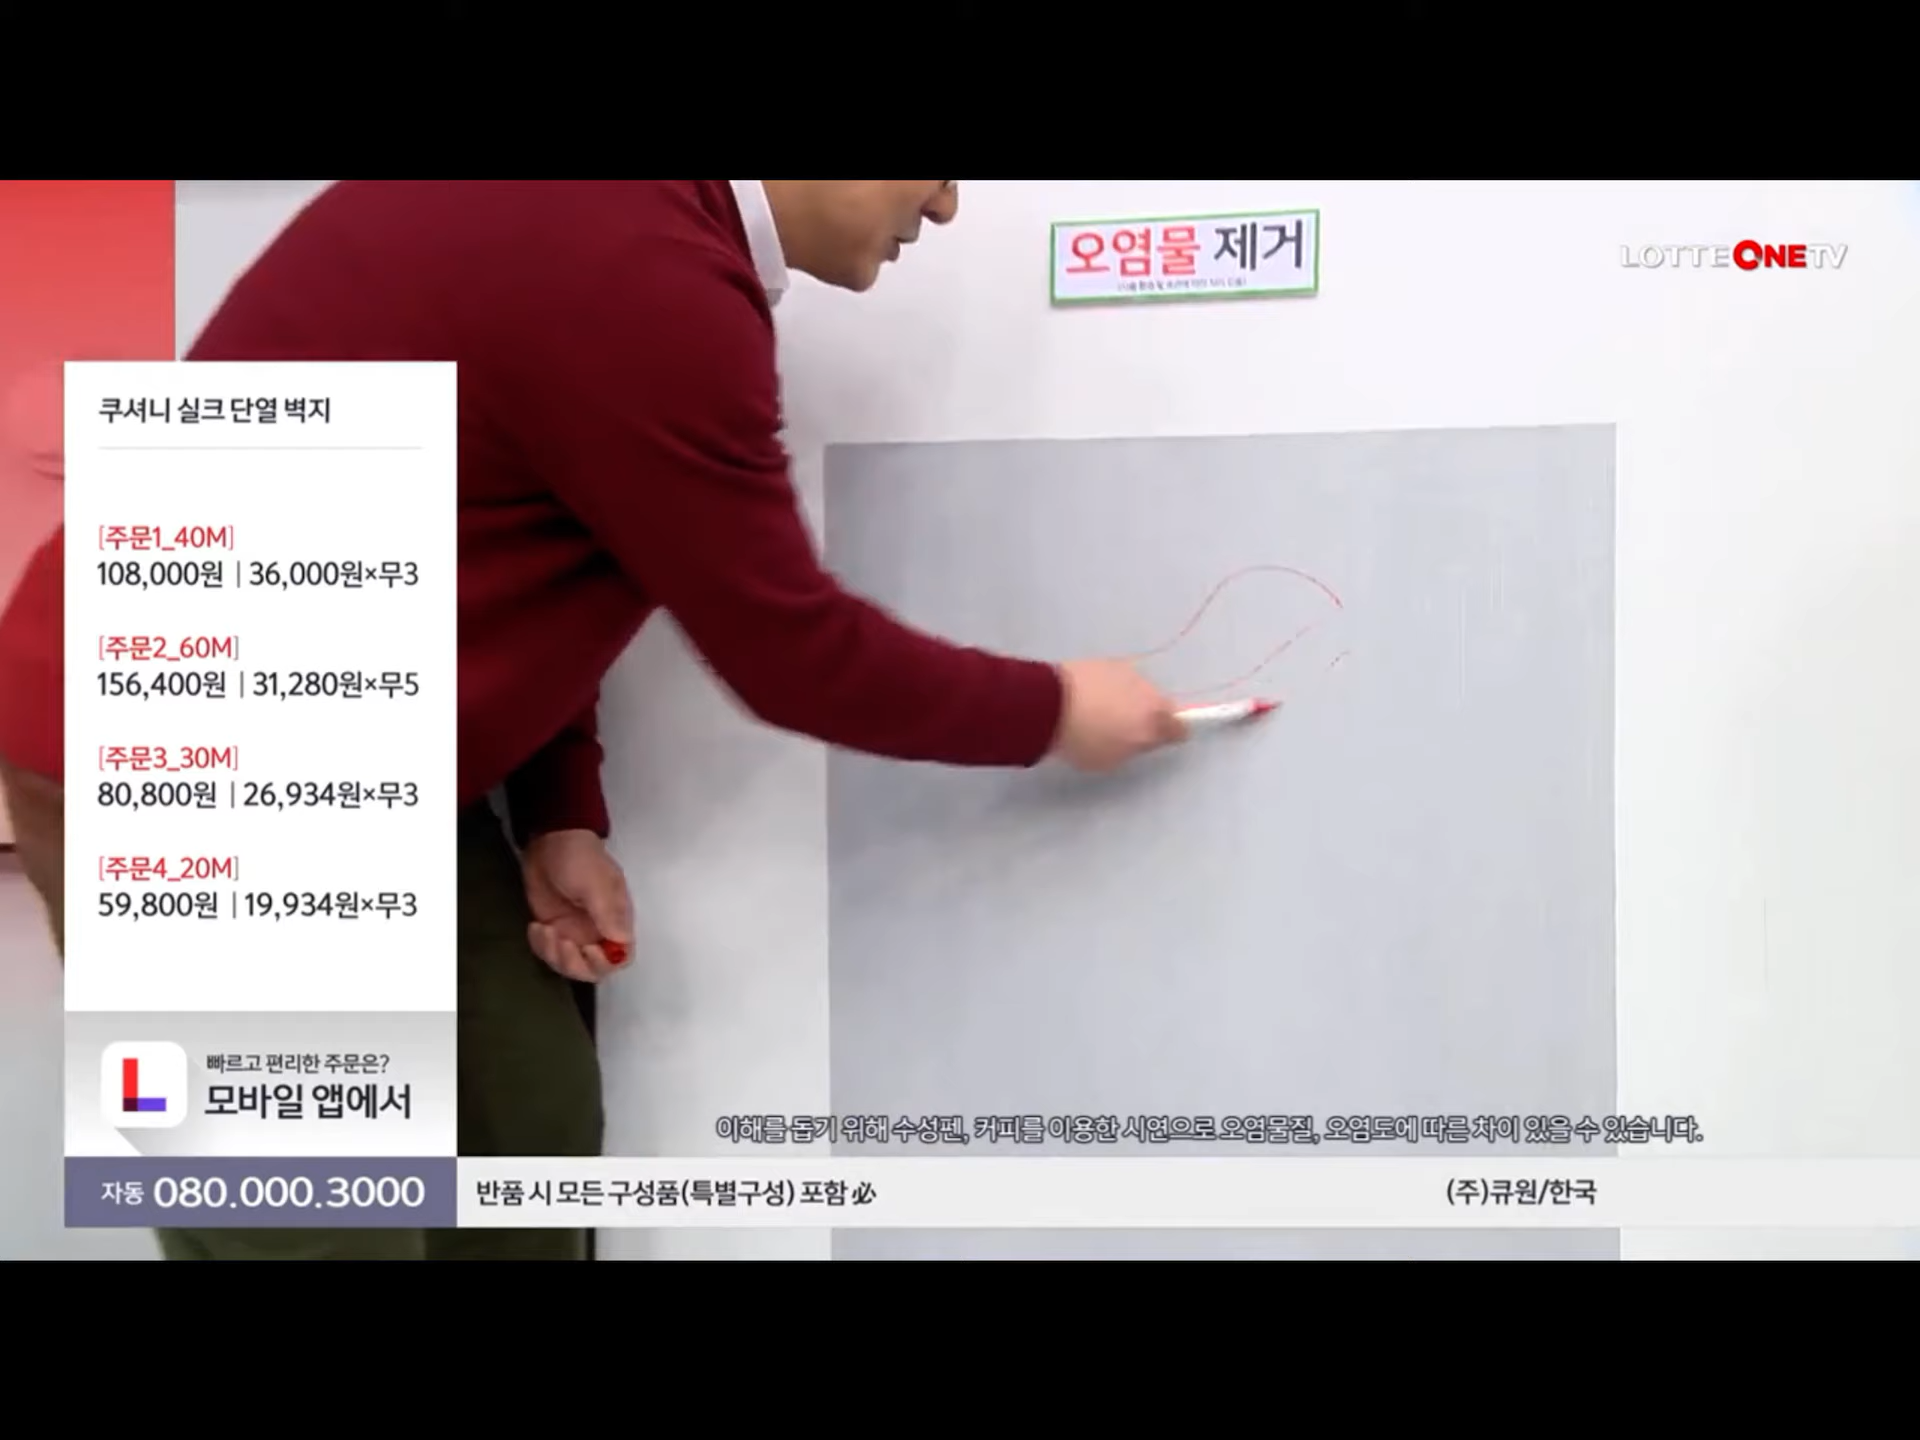 오염물 제거
LOTTE ONE TV
쿠셔니 실크 단열 벽지
[주문1_40M]
108,000원 | 36,000원×무3
[주문2_60M]
156,400원 | 31,280원×무5
[주문3_30M]
80,800원 | 26,934원×무3
[주문4_20M]
59,800원 | 19,934원×무3
빠르고 편리한 주문은?
모바일 앱에서
이해를 돕기 위해 수성펜, 커피를 이용한 시연으로 오염물질, 오염도에 따른 차이 있을 수 있습니다.
자동 080.000.3000
반품 시 모든 구성품(특별구성) 포함 必
(주)큐원/한국